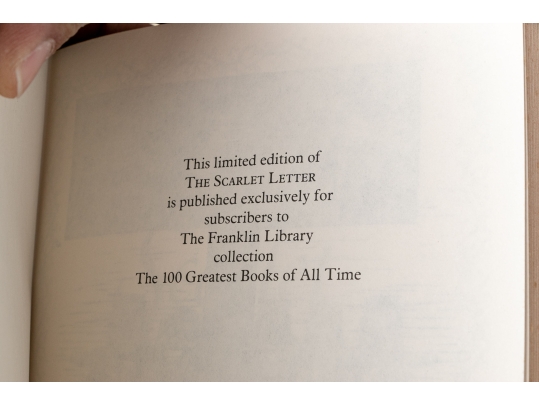 This limited edition of
THE SCARLET LETTER
is published exclusively for
subscribers to
The Franklin Library
collection
The 100 Greatest Books of All Time